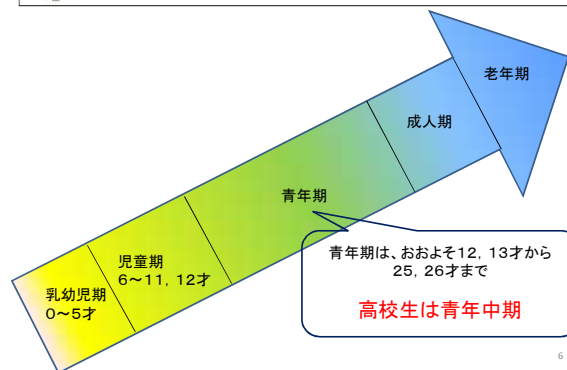 老年期
成人期
青年期
児童期
6～11，12才
乳幼児期
0～5才
青年期は、おおよそ12，13才から
25，26才まで
高校生は青年中期
6